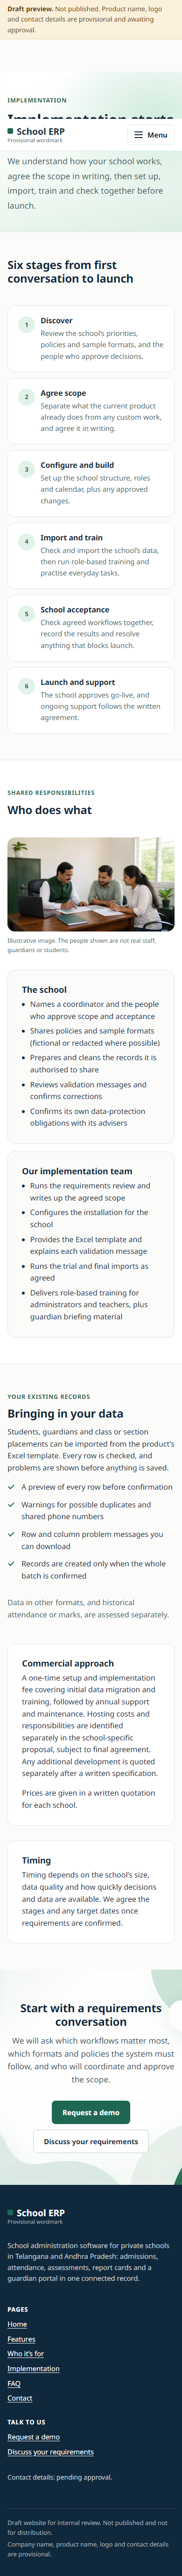 Draft preview. Not published. Product name, logo
and contact details are provisional and awaiting
approval.
IMPLEMENTATION
School ERP
Provisional wordmark
Menu
We understand how your school works,
agree the scope in writing, then set up,
import, train and check together before
launch.
Six stages from first
conversation to launch
1
Discover
Review the school's priorities,
policies and sample formats, and the
people who approve decisions.
2
Agree scope
Separate what the current product
already does from any custom work,
and agree it in writing.
3
Configure and build
Set up the school structure, roles
and calendar, plus any approved
changes.
4
Import and train
Check and import the school's data,
then run role-based training and
practise everyday tasks.
5
School acceptance
Check agreed workflows together,
record the results and resolve
anything that blocks launch.
6
Launch and support
The school approves go-live, and
ongoing support follows the written
agreement.
SHARED RESPONSIBILITIES
Who does what
Illustrative image. The people shown are not real staff,
guardians or students.
The school
Names a coordinator and the people
who approve scope and acceptance
Shares policies and sample formats
(fictional or redacted where possible)
Prepares and cleans the records it is
authorised to share
Reviews validation messages and
confirms corrections
Confirms its own data-protection
obligations with its advisers
Our implementation team
Runs the requirements review and
writes up the agreed scope
Configures the installation for the
school
Provides the Excel template and
explains each validation message
Runs the trial and final imports as
agreed
Delivers role-based training for
administrators and teachers, plus
guardian briefing material
YOUR EXISTING RECORDS
Bringing in your data
Students, guardians and class or section
placements can be imported from the product's
Excel template. Every row is checked, and
problems are shown before anything is saved.
A preview of every row before confirmation
Warnings for possible duplicates and
shared phone numbers
Row and column problem messages you
can download
Records are created only when the whole
batch is confirmed
Data in other formats, and historical
attendance or marks, are assessed separately.
Commercial approach
A one-time setup and implementation
fee covering initial data migration and
training, followed by annual support
and maintenance. Hosting costs and
responsibilities are identified
separately in the school-specific
proposal, subject to final agreement.
Any additional development is quoted
separately after a written specification.
Prices are given in a written quotation
for each school.
Timing
Timing depends on the school's size,
data quality and how quickly decisions
and data are available. We agree the
stages and any target dates once
requirements are confirmed.
Start with a requirements
conversation
We will ask which workflows matter most,
which formats and policies the system must
follow, and who will coordinate and approve
the scope.
Request a demo
Discuss your requirements
School ERP
Provisional wordmark
School administration software for private schools
in Telangana and Andhra Pradesh: admissions,
attendance, assessments, report cards and a
guardian portal in one connected record.
PAGES
Home
Features
Who it's for
Implementation
FAQ
Contact
TALK TO US
Request a demo
Discuss your requirements
Contact details: pending approval.
Draft website for internal review. Not published and not
for distribution.
Company name, product name, logo and contact details
are provisional.